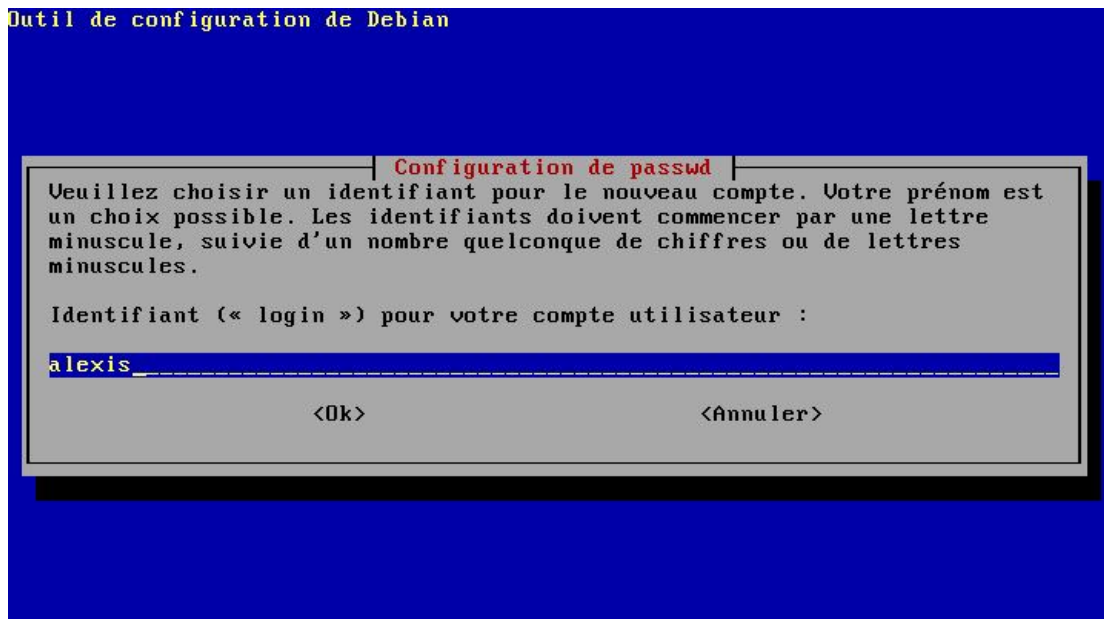 Outil de configuration de Debian
Configuration de passwd
Veuillez choisir un identifiant pour le nouveau compte. Votre prénom est
un choix possible. Les identifiants doivent commencer par une lettre
minuscule, suivie d'un nombre quelconque de chiffres ou de lettres
minuscules.
Identifiant (« login ») pour votre compte utilisateur :
alexis
<Ok> <Annuler>